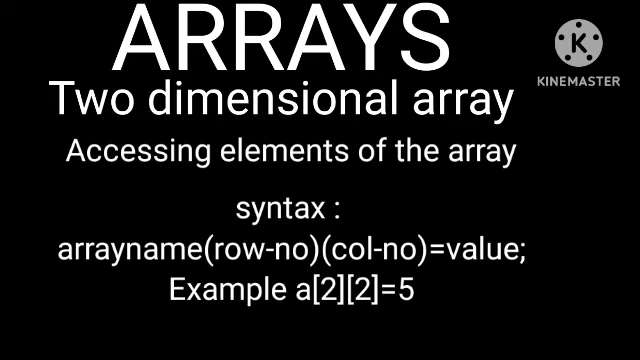 ARRAYS
K
KINEMASTER
Two dimensional array
Accessing elements of the array
syntax :
arrayname(row-no)(col-no)=value;
Example a[2][2]=5